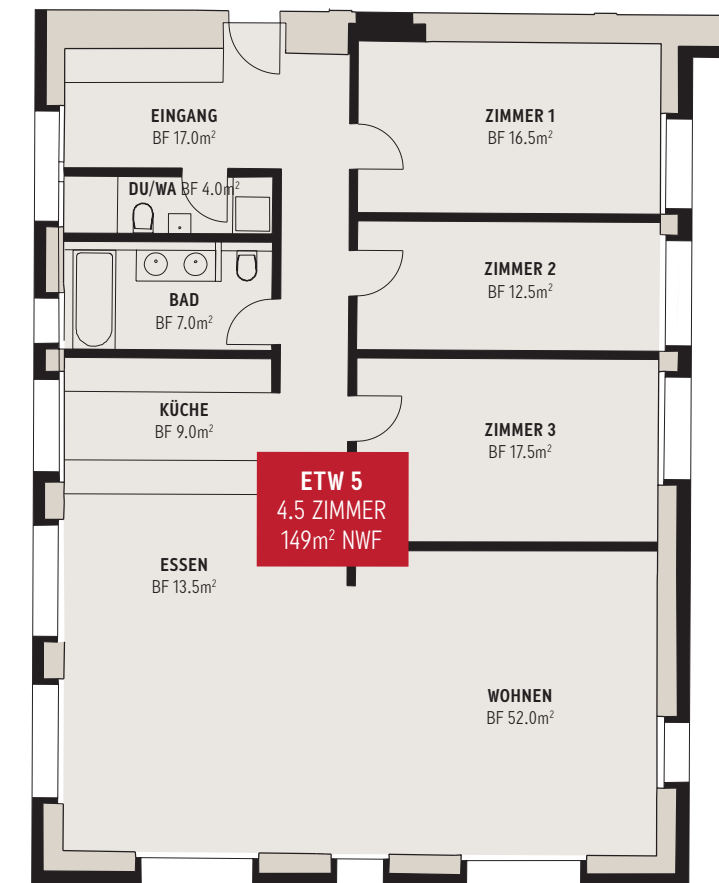 EINGANG
BF 17.0m²
ZIMMER 1
BF 16.5m²
DU/WA BF 4.0m²
ZIMMER 2
BF 12.5m²
BAD
BF 7.0m²
KÜCHE
BF 9.0m²
ZIMMER 3
BF 17.5m²
ETW 5
4.5 ZIMMER
149m² NWF
ESSEN
BF 13.5m²
WOHNEN
BF 52.0m²